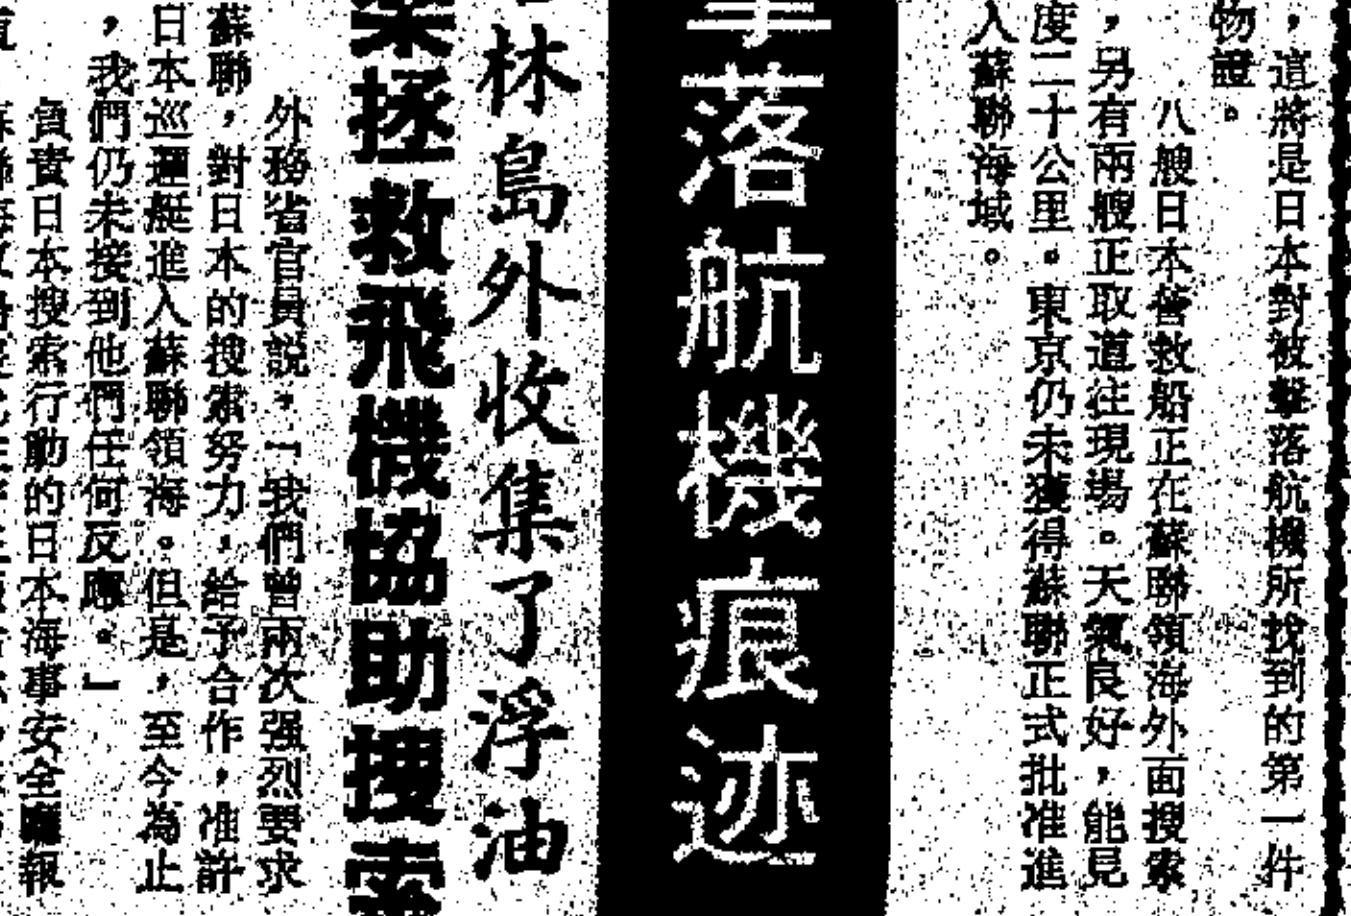 ，這將是日本對被擊落航機所找到的第一件
物證。
八艘日本營救船正在蘇聯領海外面搜索
，另有兩艘正取道往現場。天氣良好，能見
度二十公里。東京仍未獲得蘇聯正式批准進
入蘇聯海域。
落航機痕迹
林島外收集了浮油
拯救飛機協助搜索
外務省官員説，「我們曾兩次强烈要求
蘇聯，對日本的搜索努力，給予合作，准許
日本巡邏艇進入蘇聯領海。但是，至今為止
，我們仍未接到他們任何反應。」
負責日本搜索行動的日本海事安全廳報